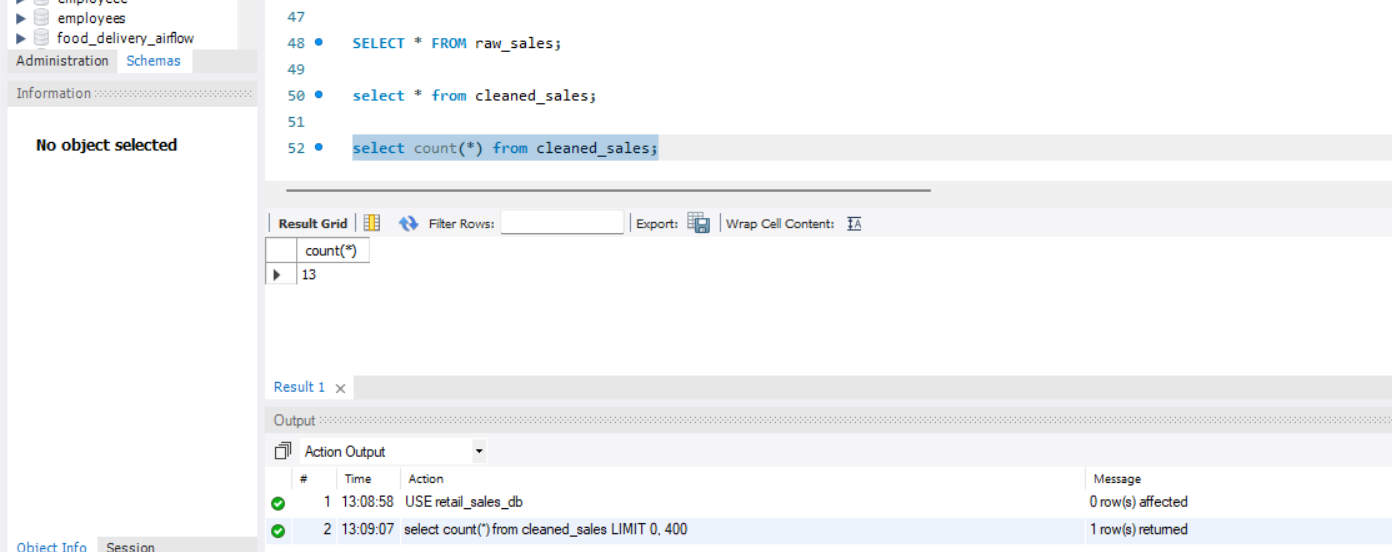 employeee
employees
food_delivery_airflow
Administration Schemas
Information
No object selected
Object Info Session
47
48 SELECT * FROM raw_sales;
49
50 select * from cleaned_sales;
51
52 select count(*) from cleaned_sales;
Result Grid Filter Rows: Export: Wrap Cell Content: IA
count(*)
13
Result 1
Output
Action Output
# Time Action Message
1 13:08:58 USE retail_sales_db 0 row(s) affected
2 13:09:07 select count(*) from cleaned_sales LIMIT 0, 400 1 row(s) returned